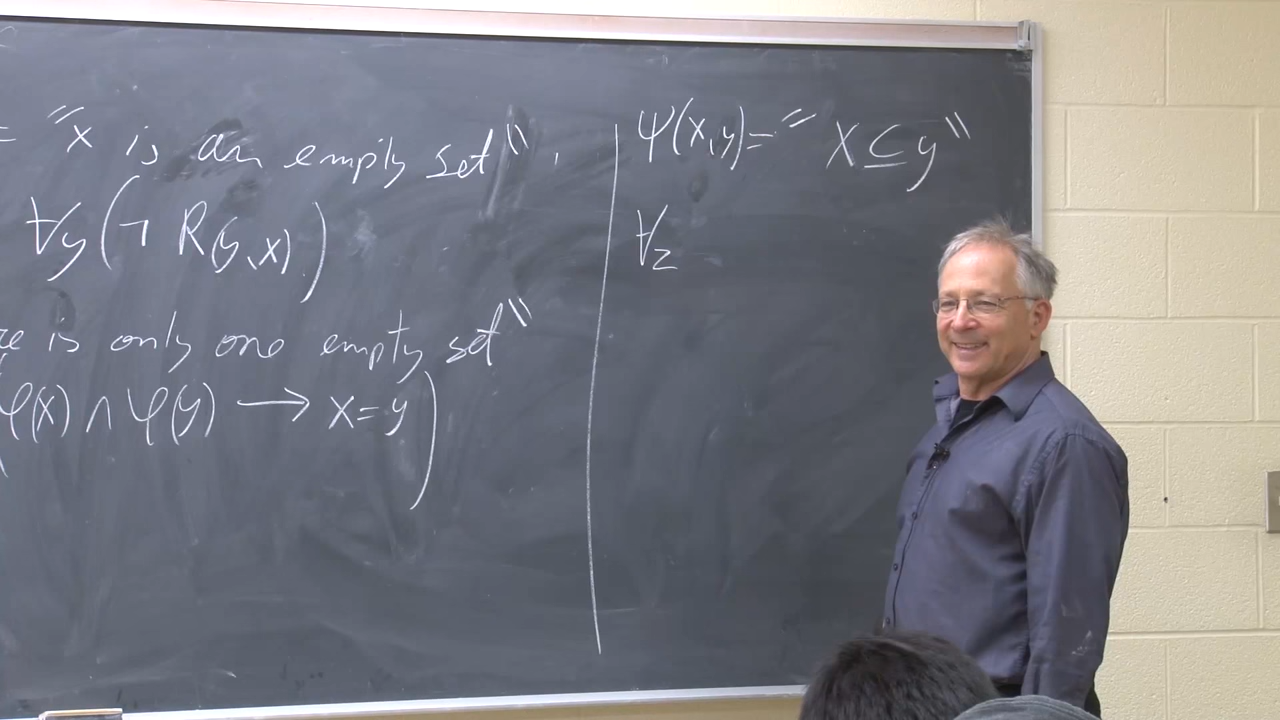 = "x is an empty set",
∀y(¬ R(y,x))
is only one empty set"
φ(x) ∧ φ(y) → x=y)
ψ(x,y)= " x ⊆ y "
∀z